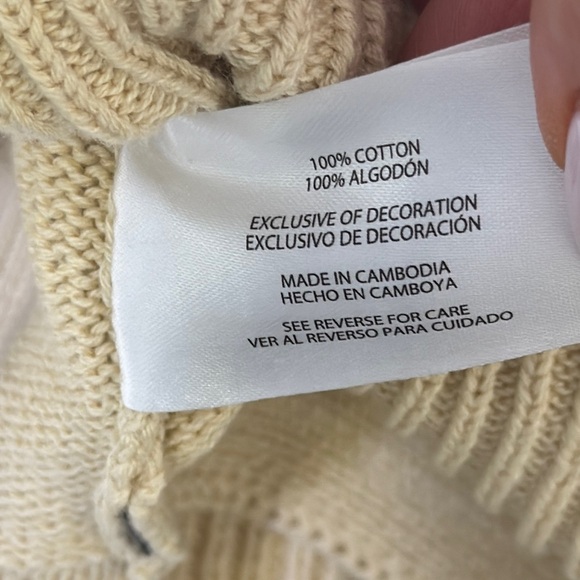 100% COTTON
100% ALGODÓN
EXCLUSIVE OF DECORATION
EXCLUSIVO DE DECORACIÓN
MADE IN CAMBODIA
HECHO EN CAMBOYA
SEE REVERSE FOR CARE
VER AL REVERSO PARA CUIDADO